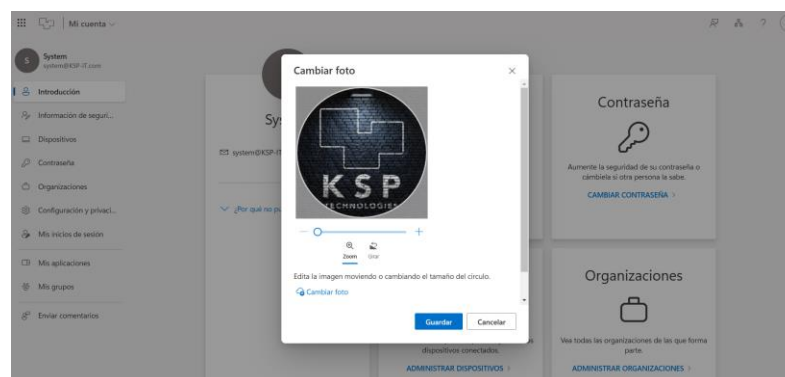 Mi cuenta
System
system@KSP-IT.com
Introducción
Información de seguri...
Dispositivos
Contraseña
Organizaciones
Configuración y privaci...
Mis inicios de sesión
Mis aplicaciones
Mis grupos
Enviar comentarios
S
Sys
system@KSP-IT
¿Por qué no pu
Cambiar foto
KSP
TECHNOLOGIES
Zoom
Girar
Edita la imagen moviendo o cambiando el tamaño del círculo.
Cambiar foto
Guardar
Cancelar
dispositivos conectados.
ADMINISTRAR DISPOSITIVOS >
Contraseña
Aumente la seguridad de su contraseña o
cámbiela si otra persona la sabe.
CAMBIAR CONTRASEÑA >
Organizaciones
Vea todas las organizaciones de las que forma
parte.
ADMINISTRAR ORGANIZACIONES >